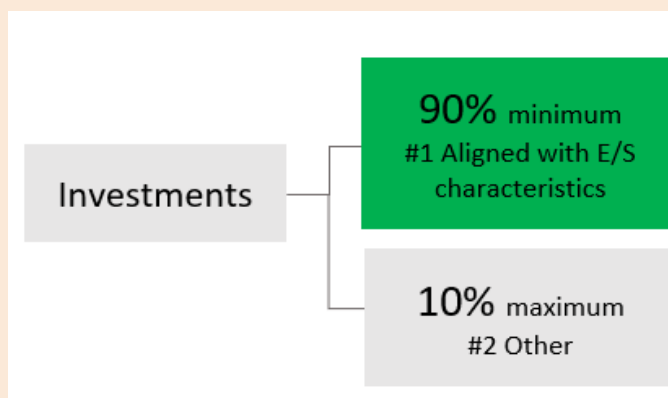 90% minimum
#1 Aligned with E/S
characteristics
Investments
10% maximum
#2 Other